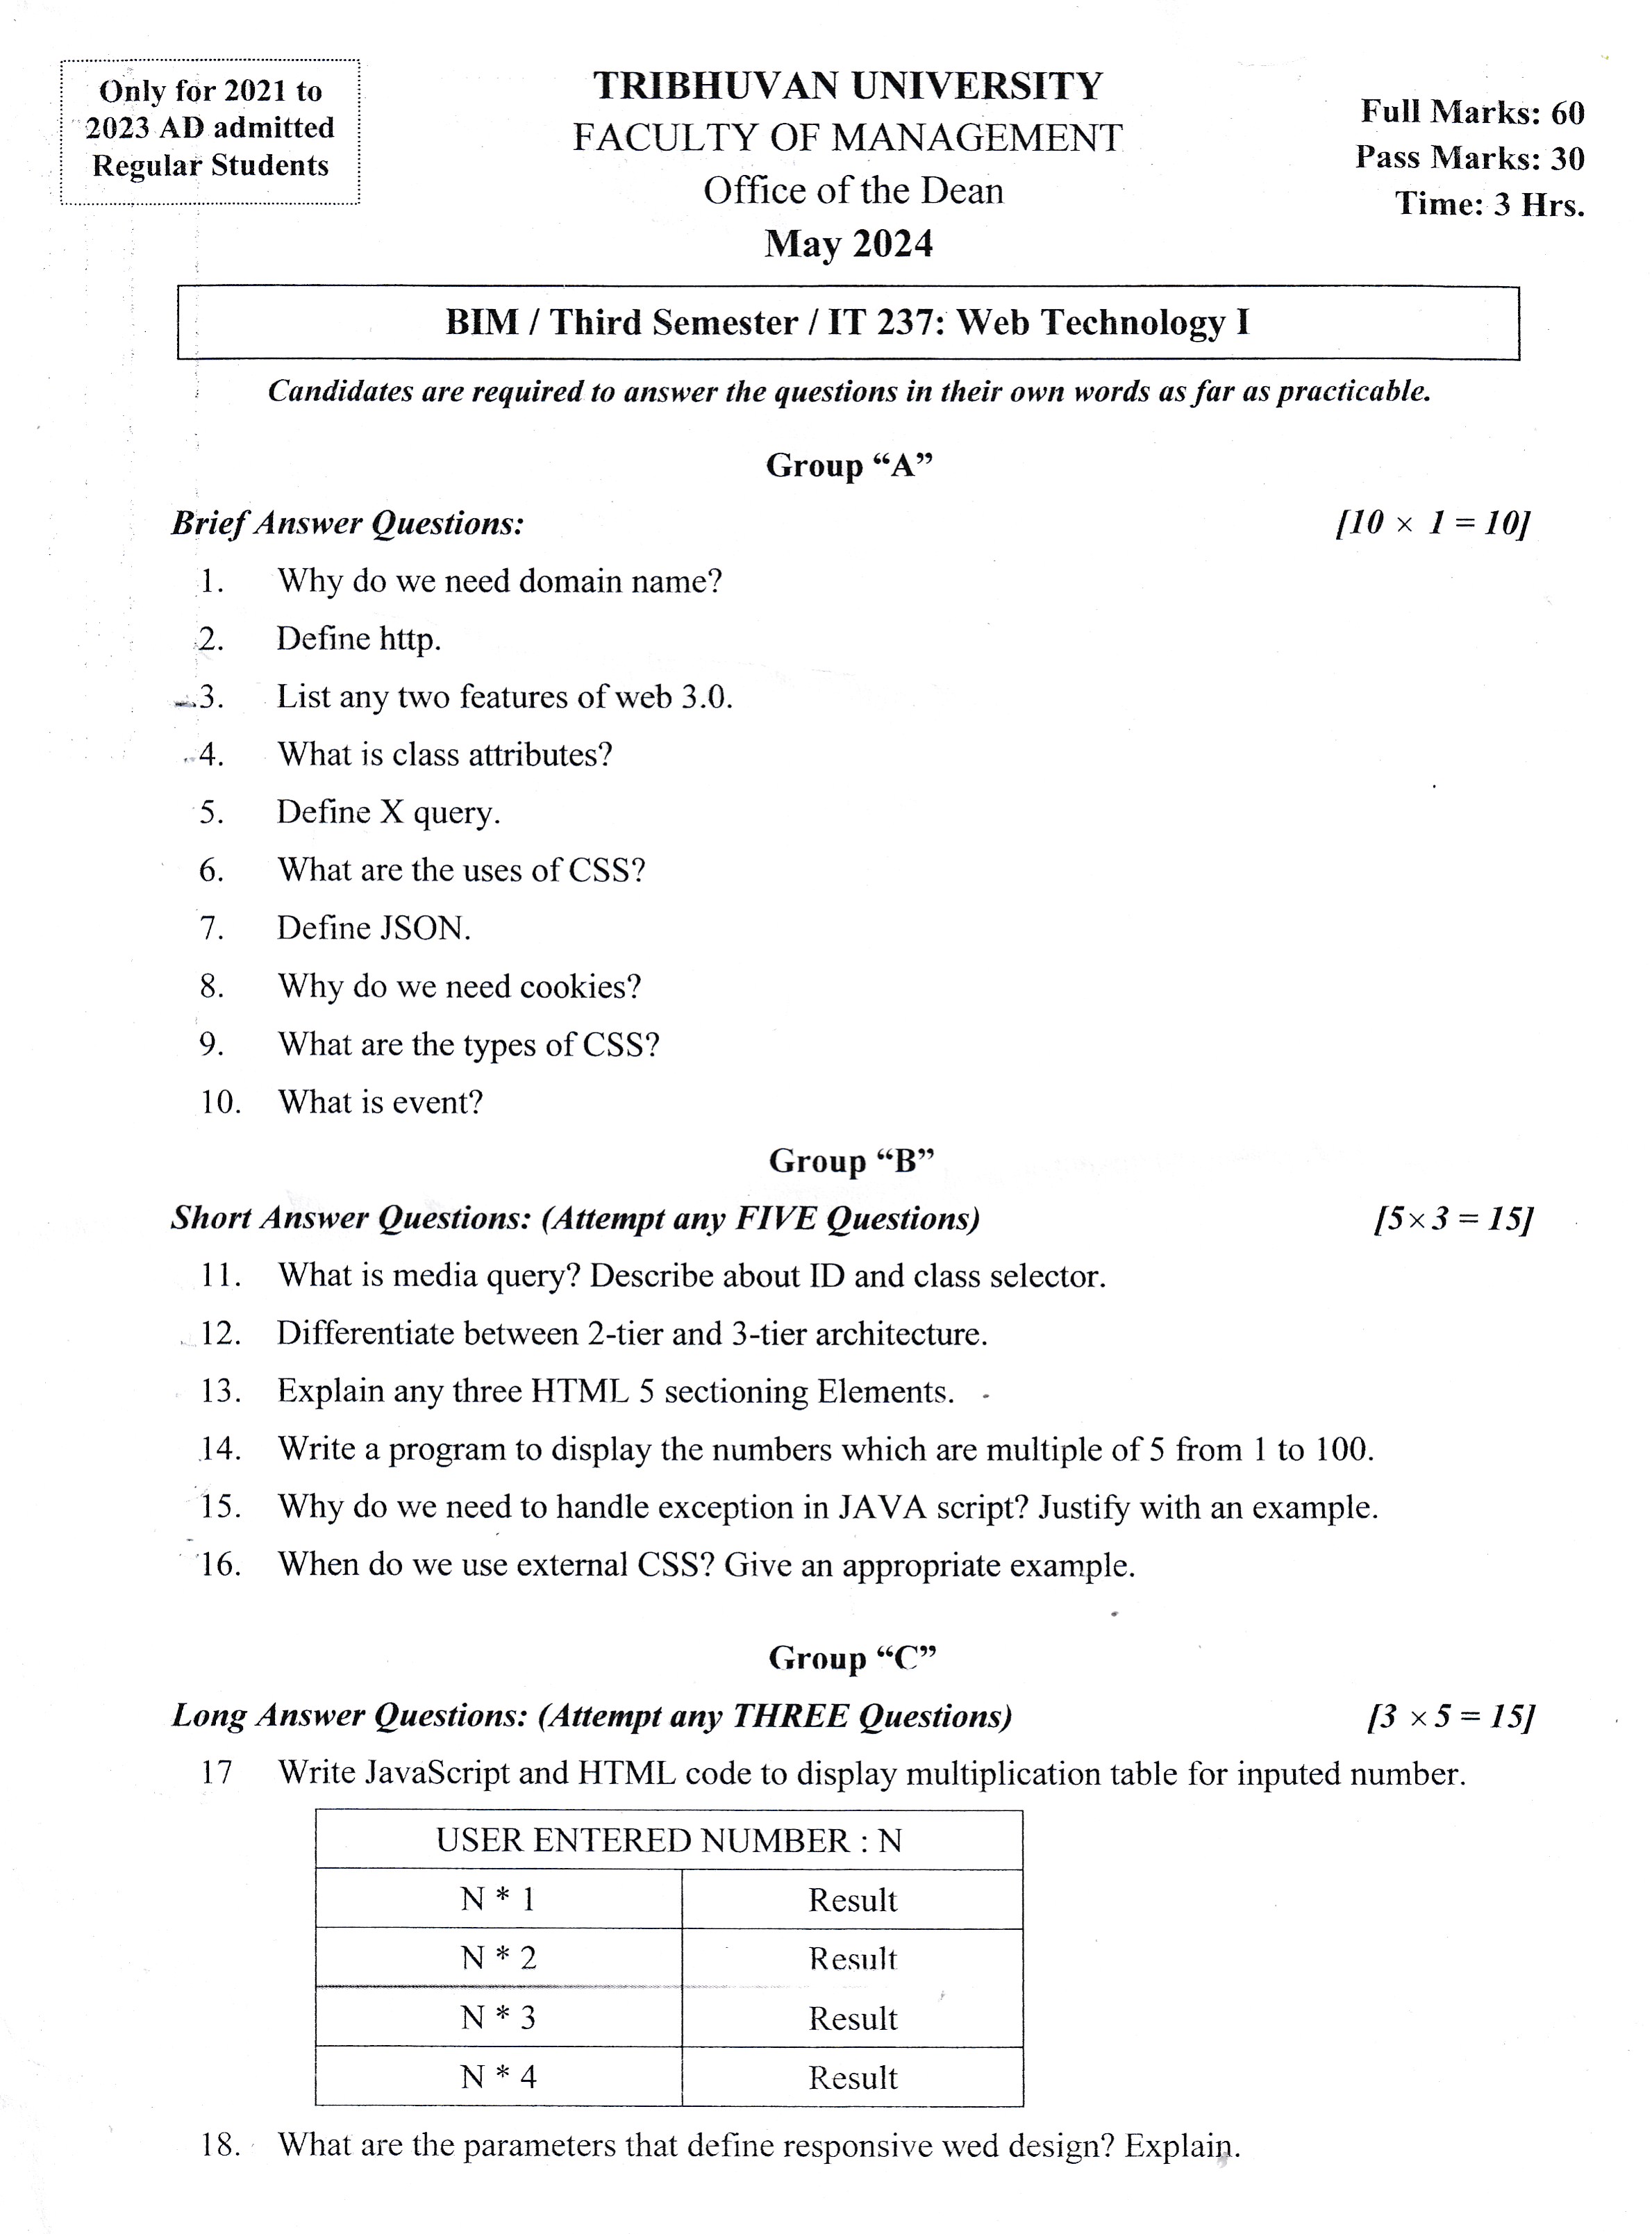 Only for 2021 to
2023 AD admitted
Regular Students
TRIBHUVAN UNIVERSITY
FACULTY OF MANAGEMENT
Office of the Dean
May 2024
Full Marks: 60
Pass Marks: 30
Time: 3 Hrs.
BIM / Third Semester / IT 237: Web Technology I
Candidates are required to answer the questions in their own words as far as practicable.
Group “A”
Brief Answer Questions: [10 × 1 = 10]
1. Why do we need domain name?
2. Define http.
3. List any two features of web 3.0.
4. What is class attributes?
5. Define X query.
6. What are the uses of CSS?
7. Define JSON.
8. Why do we need cookies?
9. What are the types of CSS?
10. What is event?
Group “B”
Short Answer Questions: (Attempt any FIVE Questions) [5×3 = 15]
11. What is media query? Describe about ID and class selector.
12. Differentiate between 2-tier and 3-tier architecture.
13. Explain any three HTML 5 sectioning Elements.
14. Write a program to display the numbers which are multiple of 5 from 1 to 100.
15. Why do we need to handle exception in JAVA script? Justify with an example.
16. When do we use external CSS? Give an appropriate example.
Group “C”
Long Answer Questions: (Attempt any THREE Questions) [3 ×5 = 15]
17 Write JavaScript and HTML code to display multiplication table for inputed number.
USER ENTERED NUMBER : N
N * 1 Result
N * 2 Result
N * 3 Result
N * 4 Result
18. What are the parameters that define responsive wed design? Explain.